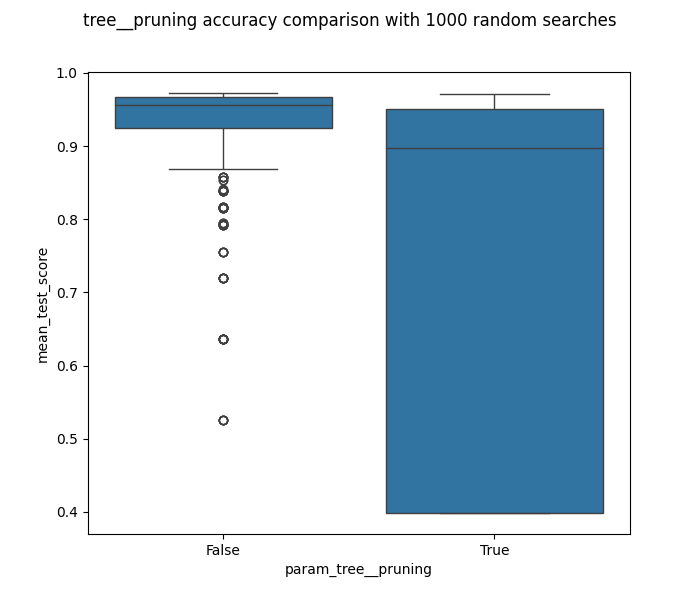 tree__pruning accuracy comparison with 1000 random searches
1.0
0.9
0.8
0.7
0.6
0.5
0.4
mean_test_score
False
True
param_tree__pruning